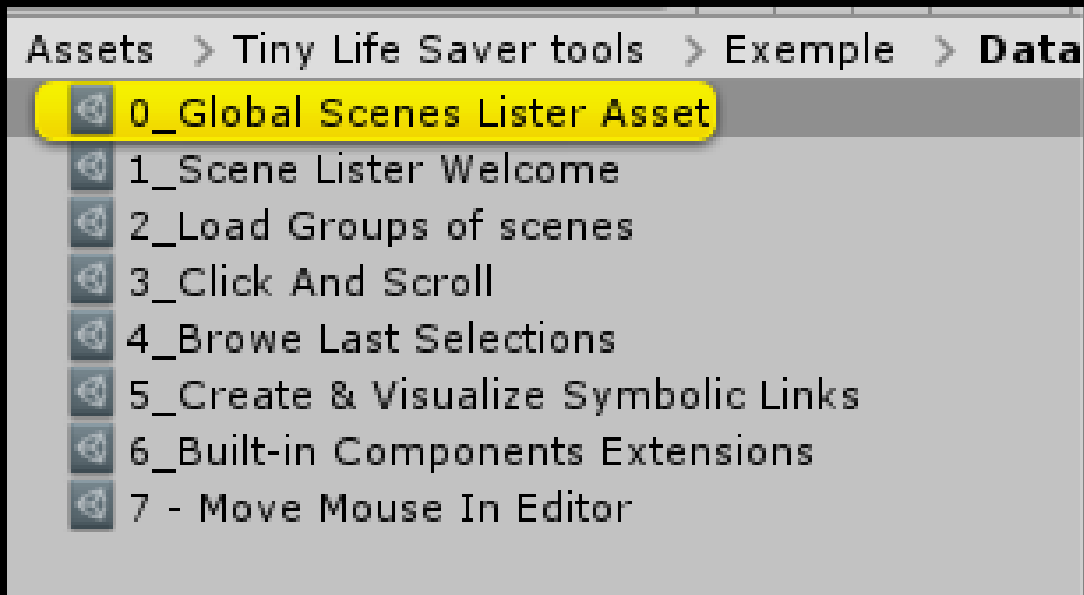 Assets > Tiny Life Saver tools > Exemple > Data
0_Global Scenes Lister Asset
1_Scene Lister Welcome
2_Load Groups of scenes
3_Click And Scroll
4_Browe Last Selections
5_Create & Visualize Symbolic Links
6_Built-in Components Extensions
7 - Move Mouse In Editor